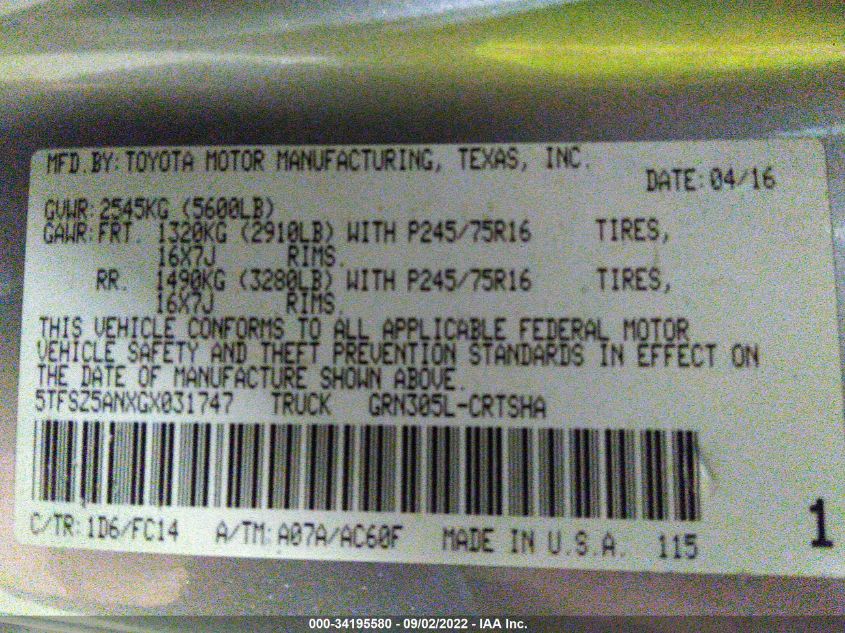 MFD.BY: TOYOTA MOTOR MANUFACTURING, TEXAS, INC.
DATE: 04/16
GVWR: 2545KG (5600LB)
GAWR: FRT. 1320KG (2910LB) WITH P245/75R16 TIRES,
16X7J RIMS.
RR. 1490KG (3280LB) WITH P245/75R16 TIRES,
16X7J RIMS.
THIS VEHICLE CONFORMS TO ALL APPLICABLE FEDERAL MOTOR
VEHICLE SAFETY AND THEFT PREVENTION STANDARDS IN EFFECT ON
THE DATE OF MANUFACTURE SHOWN ABOVE.
5TFSZ5ANXGX031747 TRUCK GRN305L-CRTSHA
C/TR: 1D6/FC14 A/TM: A07A/AC60F MADE IN U.S.A. 115
1
000-34195580 - 09/02/2022 - IAA Inc.